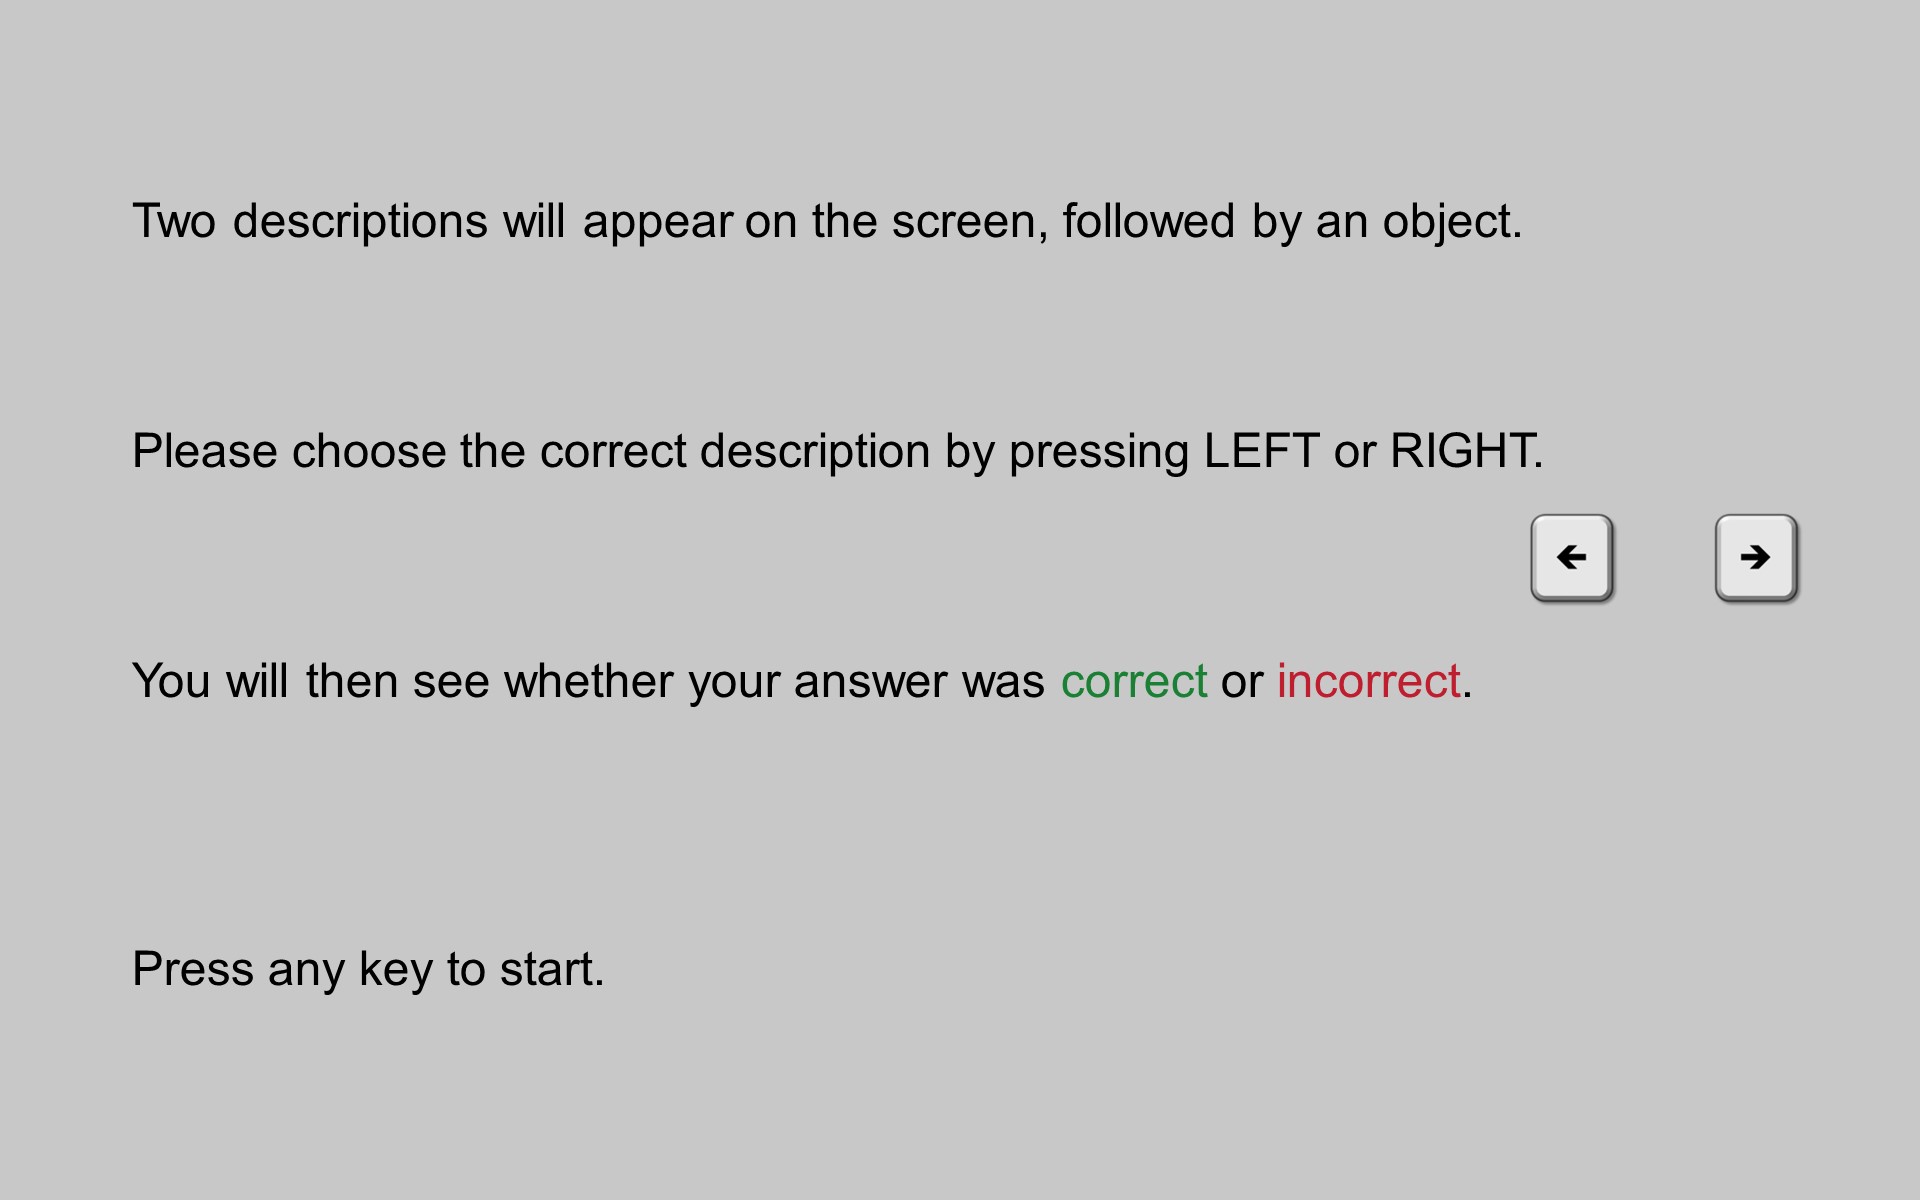 Two descriptions will appear on the screen, followed by an object.
Please choose the correct description by pressing LEFT or RIGHT.
You will then see whether your answer was correct or incorrect.
Press any key to start.